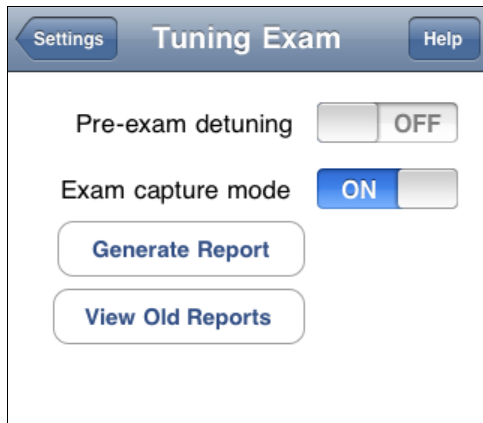 Settings Tuning Exam Help
Pre-exam detuning OFF
Exam capture mode ON
Generate Report
View Old Reports